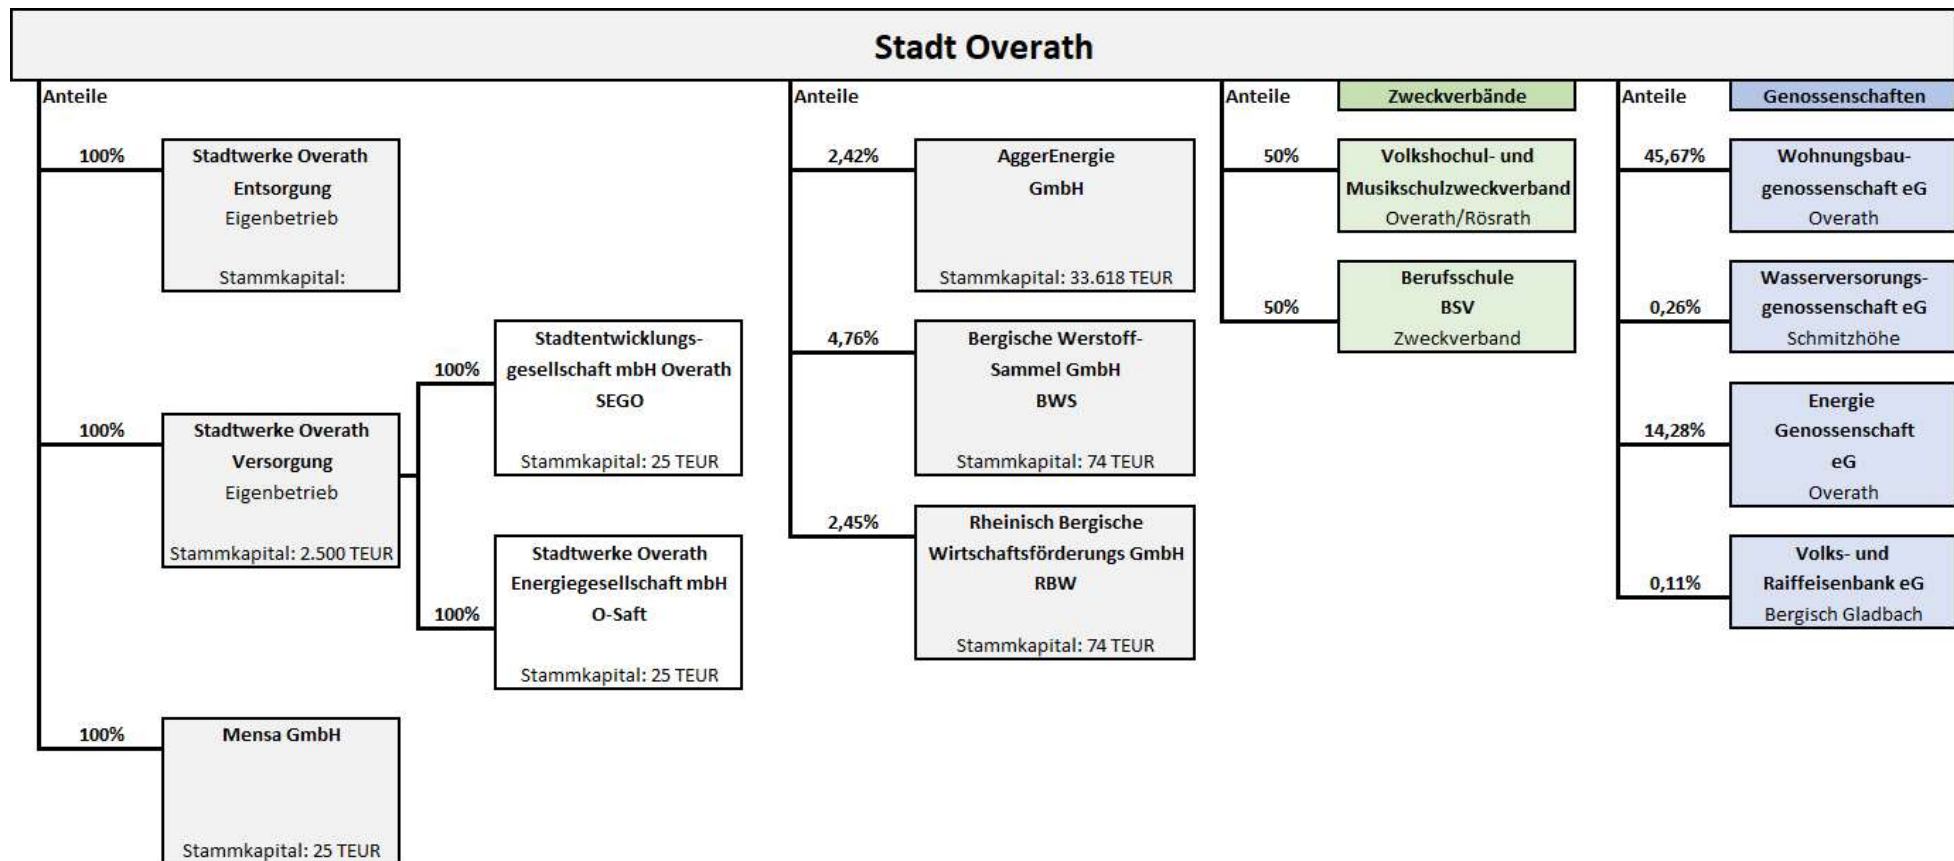 Stadt Overath
Anteile
100%
Stadtwerke Overath
Entsorgung
Eigenbetrieb
Stammkapital:
100%
Stadtwerke Overath
Versorgung
Eigenbetrieb
Stammkapital: 2.500 TEUR
100%
Stadtentwicklungs-
gesellschaft mbH Overath
SEGO
Stammkapital: 25 TEUR
100%
Stadtwerke Overath
Energiegesellschaft mbH
O-Saft
Stammkapital: 25 TEUR
100%
Mensa GmbH
Stammkapital: 25 TEUR
Anteile
2,42%
AggerEnergie
GmbH
Stammkapital: 33.618 TEUR
4,76%
Bergische Werstoff-
Sammel GmbH
BWS
Stammkapital: 74 TEUR
2,45%
Rheinisch Bergische
Wirtschaftsförderungs GmbH
RBW
Stammkapital: 74 TEUR
Anteile
Zweckverbände
50%
Volkshochul- und
Musikschulzweckverband
Overath/Rösrath
50%
Berufsschule
BSV
Zweckverband
Anteile
Genossenschaften
45,67%
Wohnungsbau-
genossenschaft eG
Overath
0,26%
Wasserversorungs-
genossenschaft eG
Schmitzhöhe
14,28%
Energie
Genossenschaft
eG
Overath
0,11%
Volks- und
Raiffeisenbank eG
Bergisch Gladbach